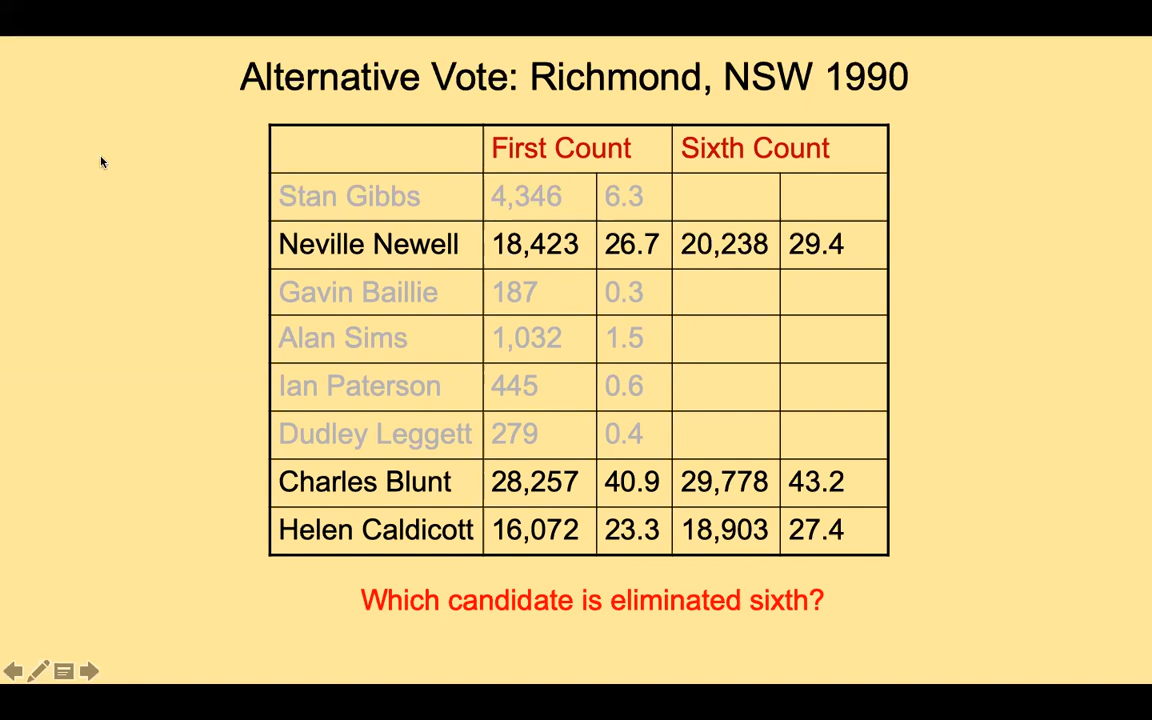 Alternative Vote: Richmond, NSW 1990
First Count Sixth Count
Stan Gibbs 4,346 6.3
Neville Newell 18,423 26.7 20,238 29.4
Gavin Baillie 187 0.3
Alan Sims 1,032 1.5
Ian Paterson 445 0.6
Dudley Leggett 279 0.4
Charles Blunt 28,257 40.9 29,778 43.2
Helen Caldicott 16,072 23.3 18,903 27.4
Which candidate is eliminated sixth?